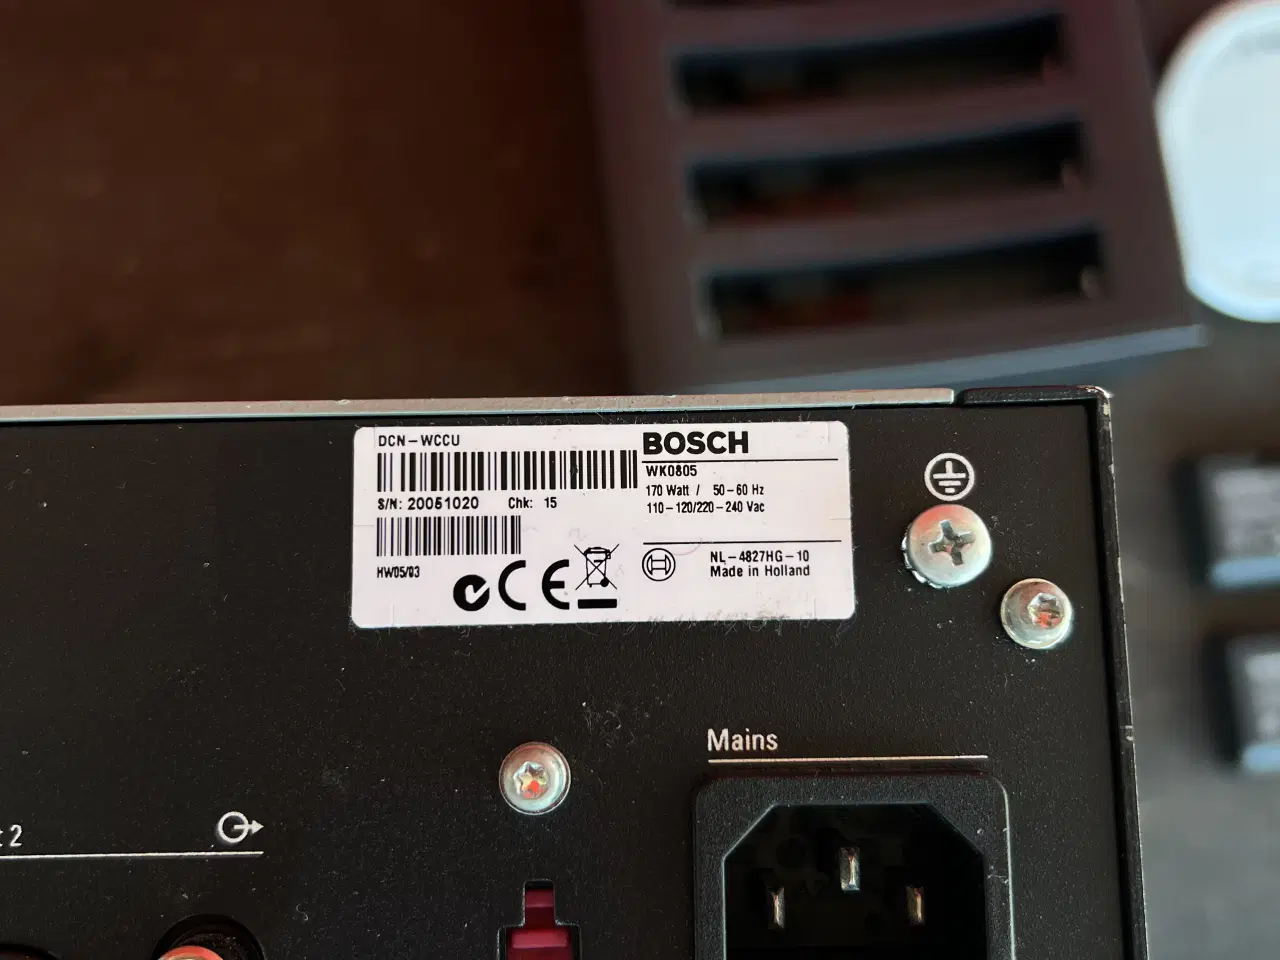 DCN-WCCU
BOSCH
WK0805
S/N: 20051020 Chk: 15
170 Watt / 50-60 Hz
110-120/220-240 Vac
HW05/03
NL-4827HG-10
Made in Holland
Mains
2